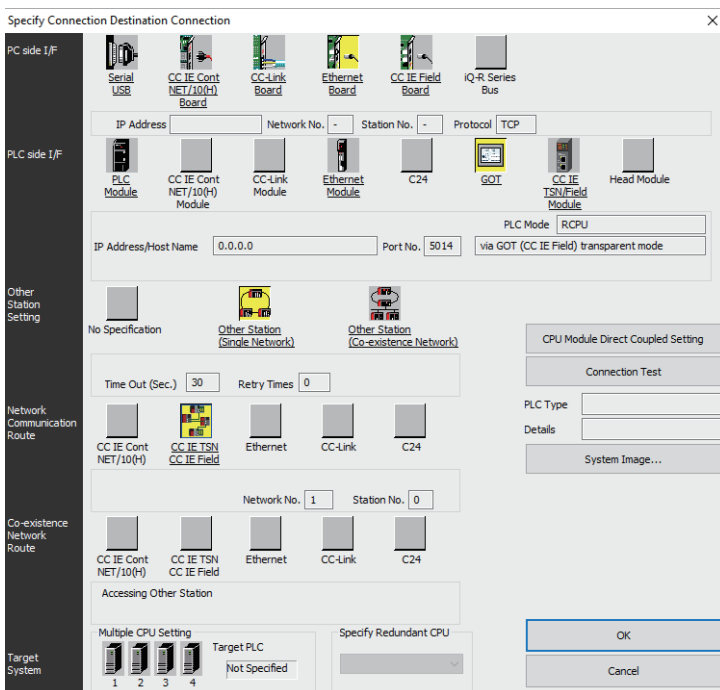 Specify Connection Destination Connection
PC side I/F
Serial
USB
CC IE Cont
NET/10(H)
Board
CC-Link
Board
Ethernet
Board
CC IE Field
Board
iQ-R Series
Bus
IP Address
Network No. -
Station No. -
Protocol TCP
PLC side I/F
PLC
Module
CC IE Cont
NET/10(H)
Module
CC-Link
Module
Ethernet
Module
C24
GOT
CC IE
TSN/Field
Module
Head Module
PLC Mode RCPU
IP Address/Host Name 0.0.0.0
Port No. 5014
via GOT (CC IE Field) transparent mode
Other
Station
Setting
No Specification
Other Station
(Single Network)
Other Station
(Co-existence Network)
CPU Module Direct Coupled Setting
Connection Test
Time Out (Sec.) 30
Retry Times 0
PLC Type
Details
System Image...
Network
Communication
Route
CC IE Cont
NET/10(H)
CC IE TSN
CC IE Field
Ethernet
CC-Link
C24
Network No. 1
Station No. 0
Co-existence
Network
Route
CC IE Cont
NET/10(H)
CC IE TSN
CC IE Field
Ethernet
CC-Link
C24
Accessing Other Station
Target
System
Multiple CPU Setting
1 2 3 4
Target PLC
Not Specified
Specify Redundant CPU
OK
Cancel